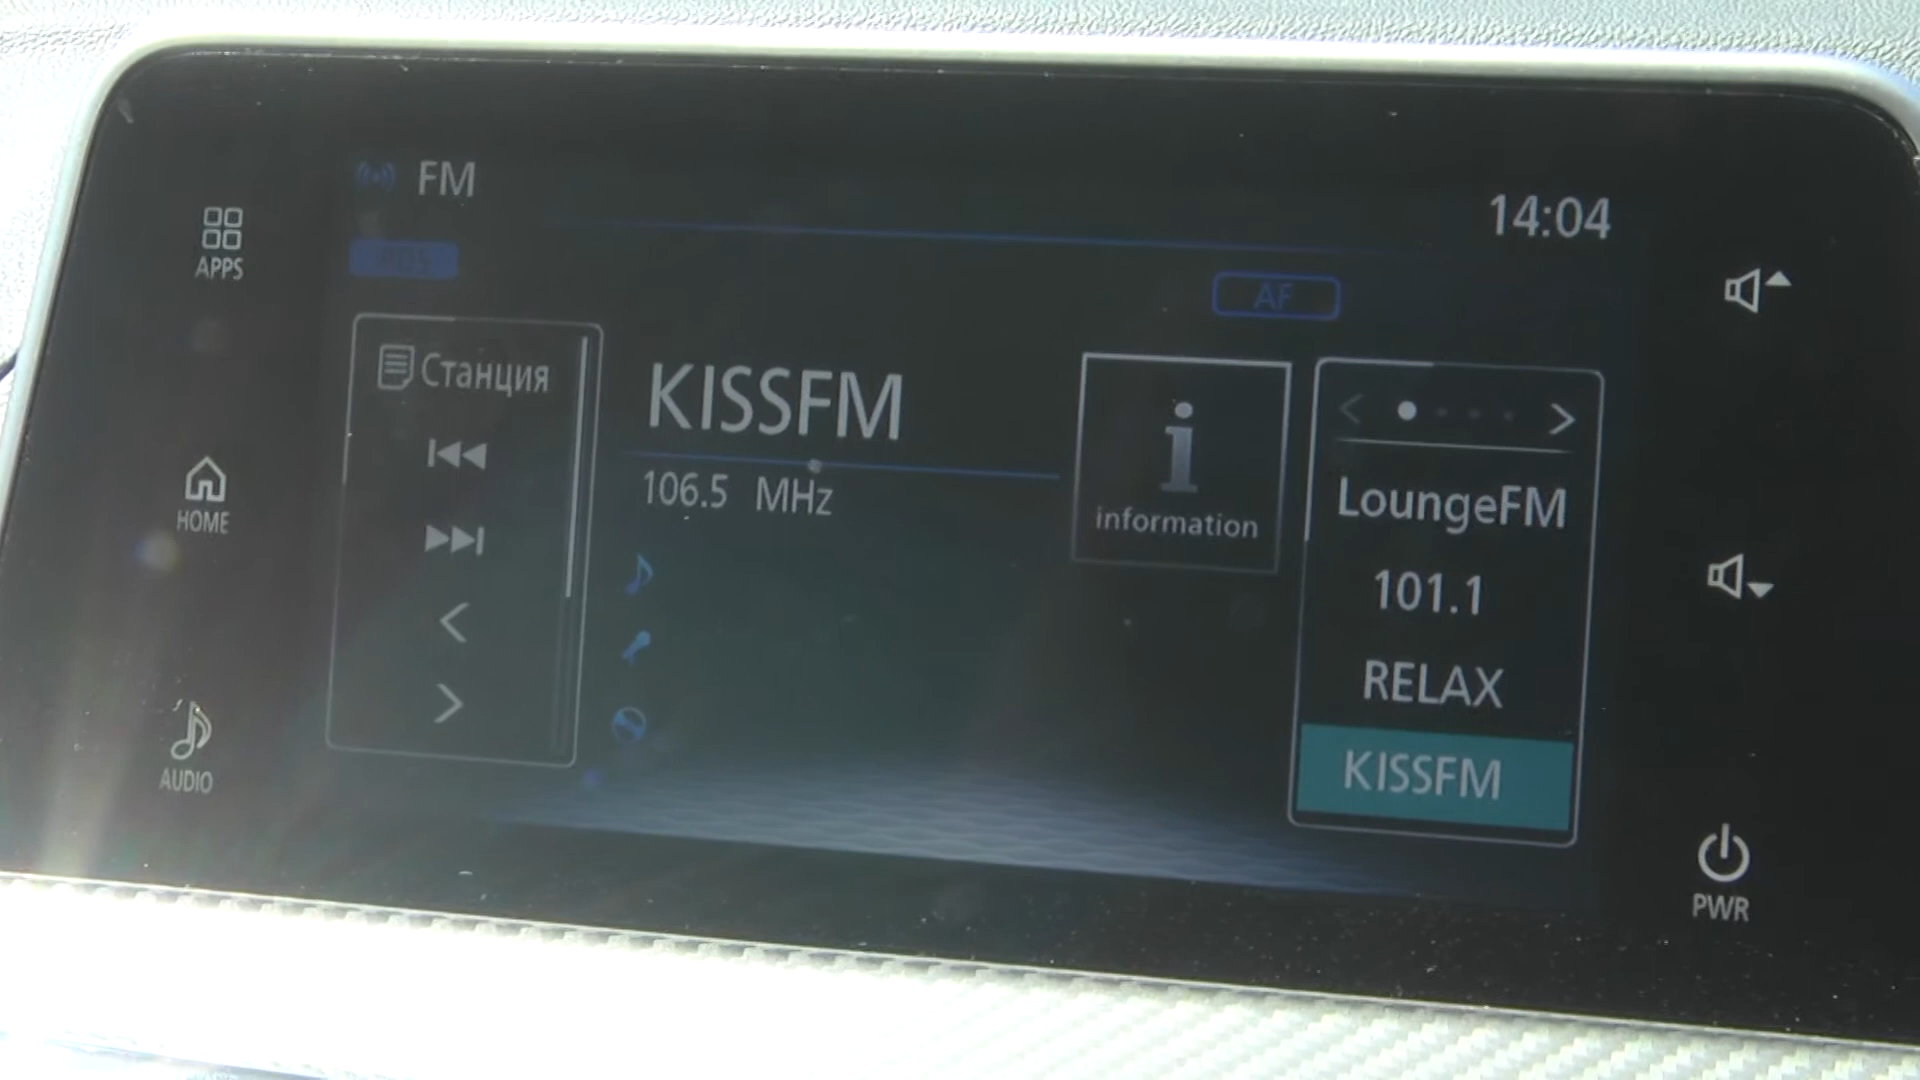 FM
14:04
APPS
RDS
AF
Станция
KISSFM
106.5 MHz
information
LoungeFM
101.1
RELAX
KISSFM
HOME
AUDIO
PWR